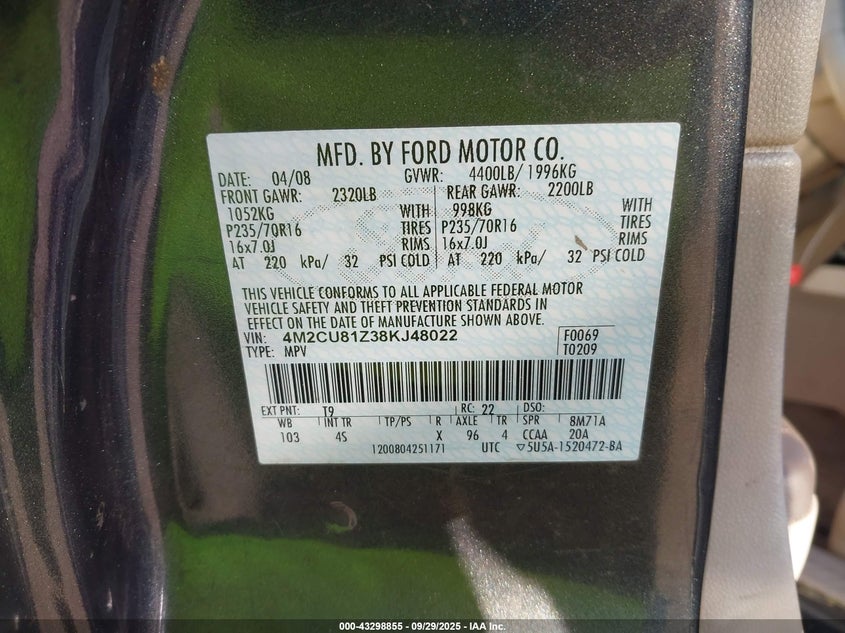 MFD. BY FORD MOTOR CO.
DATE: 04/08 GVWR: 4400LB/ 1996KG
FRONT GAWR: 2320LB REAR GAWR: 2200LB
1052KG WITH 998KG WITH
P235/70R16 TIRES P235/70R16 TIRES
16x7.0J RIMS 16x7.0J RIMS
AT 220 kPa/ 32 PSI COLD AT 220 kPa/ 32 PSI COLD
THIS VEHICLE CONFORMS TO ALL APPLICABLE FEDERAL MOTOR
VEHICLE SAFETY AND THEFT PREVENTION STANDARDS IN
EFFECT ON THE DATE OF MANUFACTURE SHOWN ABOVE.
VIN: 4M2CU81Z38KJ48022 F0069
TYPE: MPV T0209
EXT PNT: T9 RC: 22 DSO:
WB INT TR TP/PS R AXLE TR SPR 8M71A
103 4S X 96 4 CCAA 20A
1200804251171 UTC ▽5U5A-1520472-BA
000-43298855 - 09/29/2025 - IAA Inc.